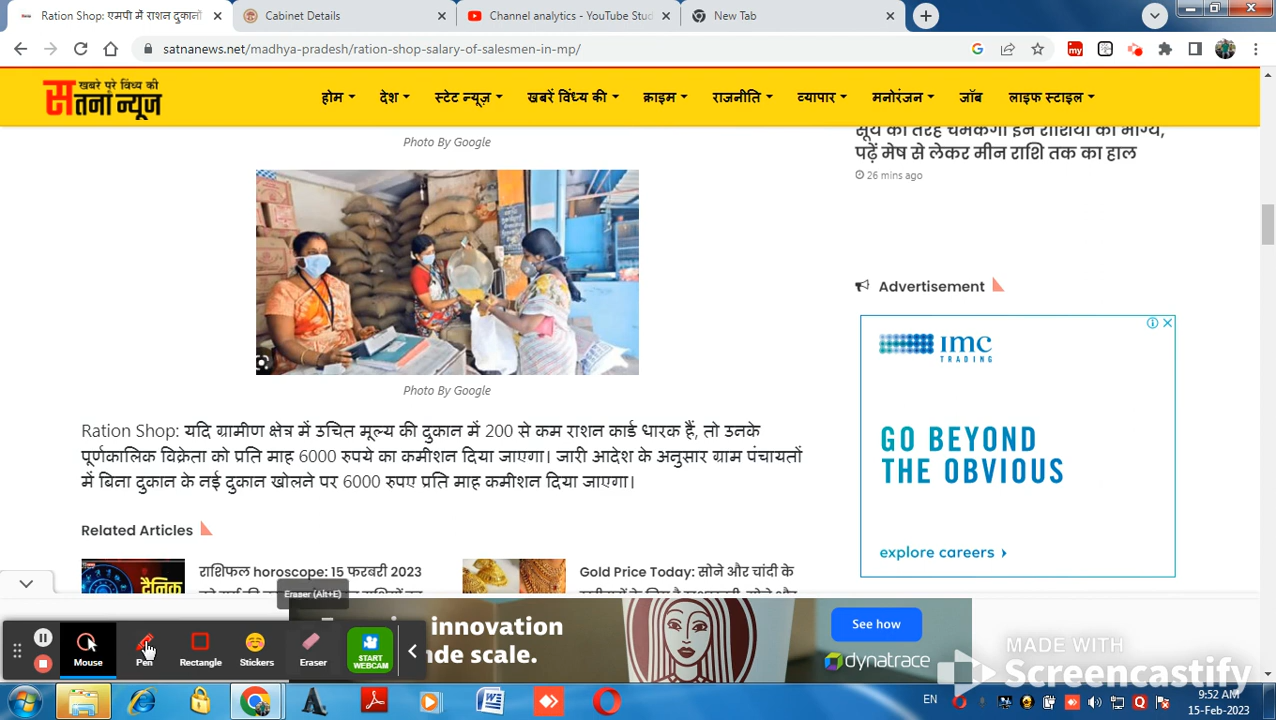 Ration Shop: एमपी में राशन दुकानों
Cabinet Details
Channel analytics - YouTube Stud
New Tab
satnanews.net/madhya-pradesh/ration-shop-salary-of-salesmen-in-mp/
खबरे पूरे विंध्य की
सतना न्यूज़
होम देश स्टेट न्यूज़ खबरें विंध्य की क्राइम राजनीति व्यापार मनोरंजन जॉब लाइफ स्टाइल
Photo By Google
सूर्य की तरह चमकेगा इन राशियों का भाग्य,
पढ़ें मेष से लेकर मीन राशि तक का हाल
26 mins ago
Photo By Google
Ration Shop: यदि ग्रामीण क्षेत्र में उचित मूल्य की दुकान में 200 से कम राशन कार्ड धारक हैं, तो उनके
पूर्णकालिक विक्रेता को प्रति माह 6000 रुपये का कमीशन दिया जाएगा। जारी आदेश के अनुसार ग्राम पंचायतों
में बिना दुकान के नई दुकान खोलने पर 6000 रुपए प्रति माह कमीशन दिया जाएगा।
Advertisement
imc
TRADING
GO BEYOND
THE OBVIOUS
explore careers
Related Articles
दैनिक
राशिफल horoscope: 15 फरबरी 2023
Gold Price Today: सोने और चांदी के
Eraser (Alt+E)
innovation
See how
dynatrace
Mouse
Pen
Rectangle
Stickers
Eraser
START
WEBCAM
MADE WITH
Screencastify
EN
9:52 AM
15-Feb-2023